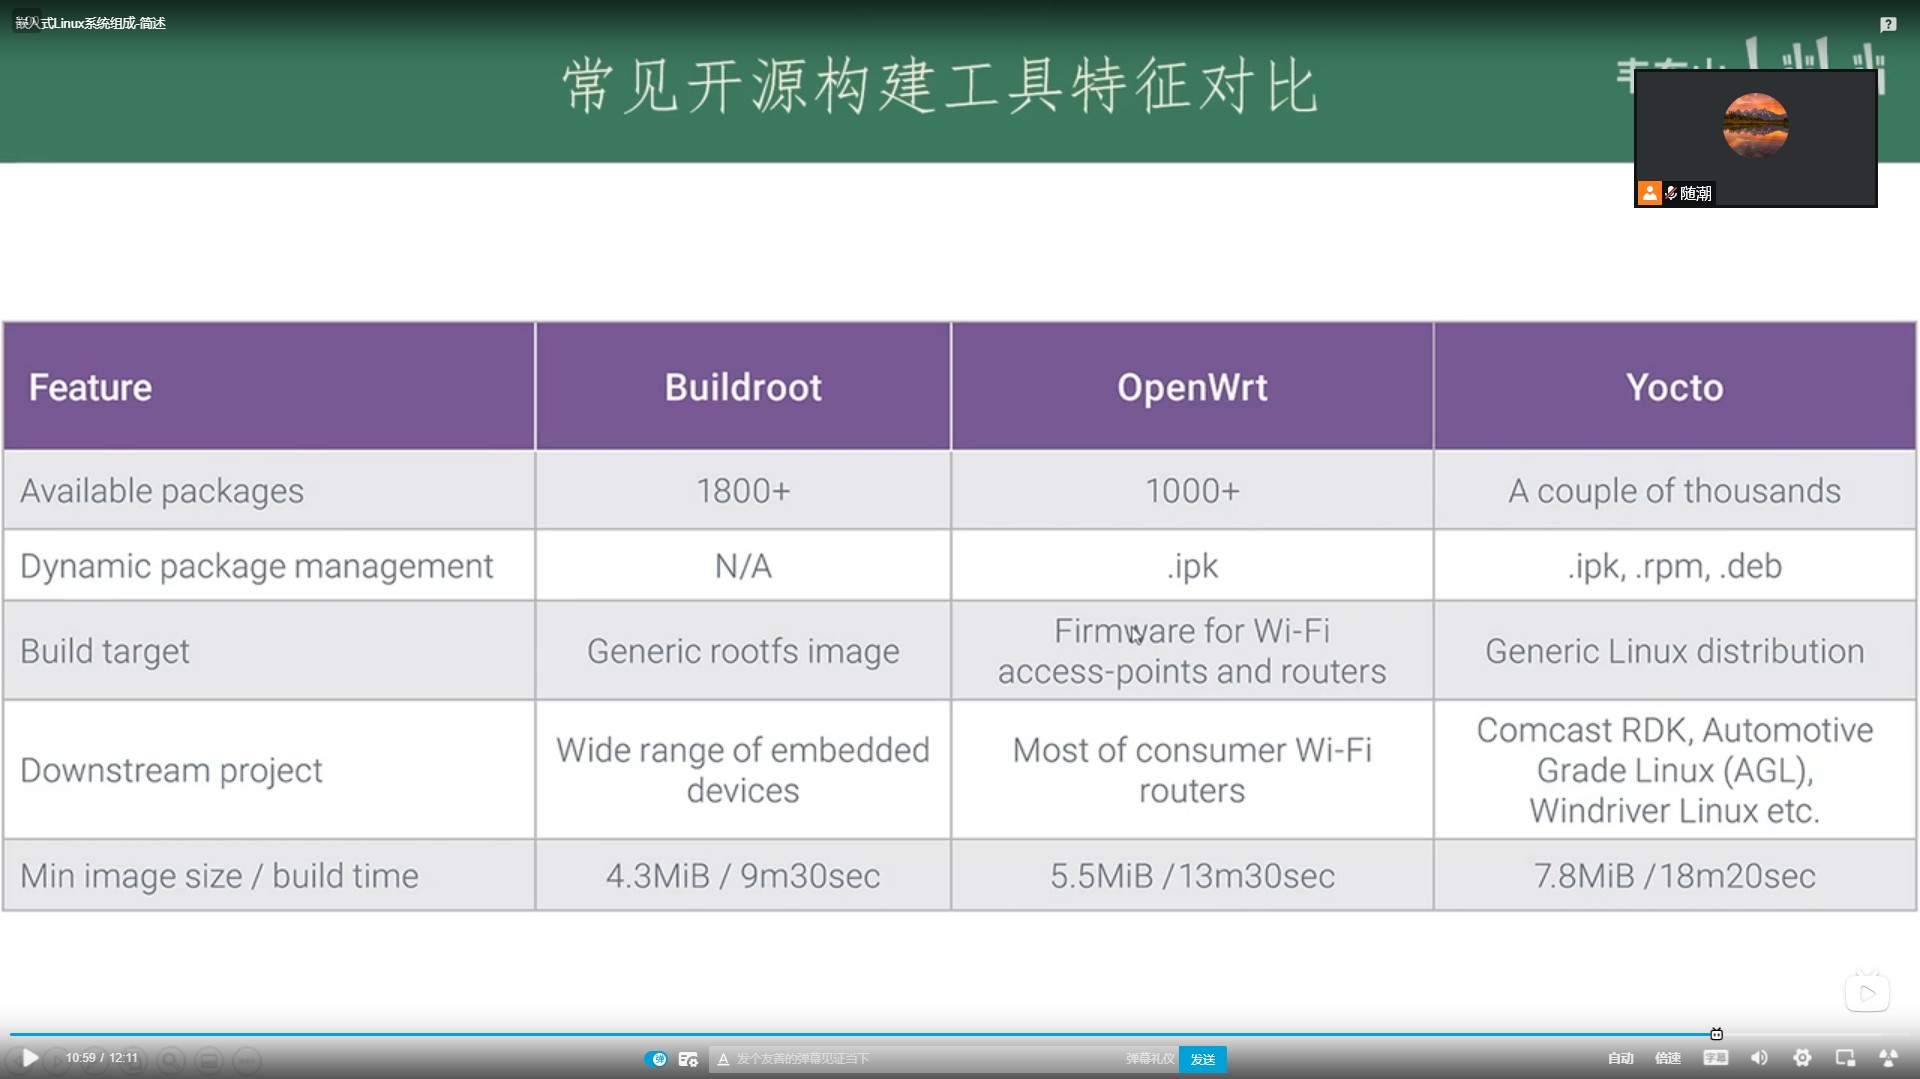 嵌入式Linux系统组成-简述
常见开源构建工具特征对比
随潮
Feature
Buildroot
OpenWrt
Yocto
Available packages
1800+
1000+
A couple of thousands
Dynamic package management
N/A
.ipk
.ipk, .rpm, .deb
Build target
Generic rootfs image
Firmware for Wi-Fi
access-points and routers
Generic Linux distribution
Downstream project
Wide range of embedded
devices
Most of consumer Wi-Fi
routers
Comcast RDK, Automotive
Grade Linux (AGL),
Windriver Linux etc.
Min image size / build time
4.3MiB / 9m30sec
5.5MiB /13m30sec
7.8MiB /18m20sec
10:59 / 12:11
弹
A 发个友善的弹幕见证当下
弹幕礼仪
发送
自动
倍速
字幕